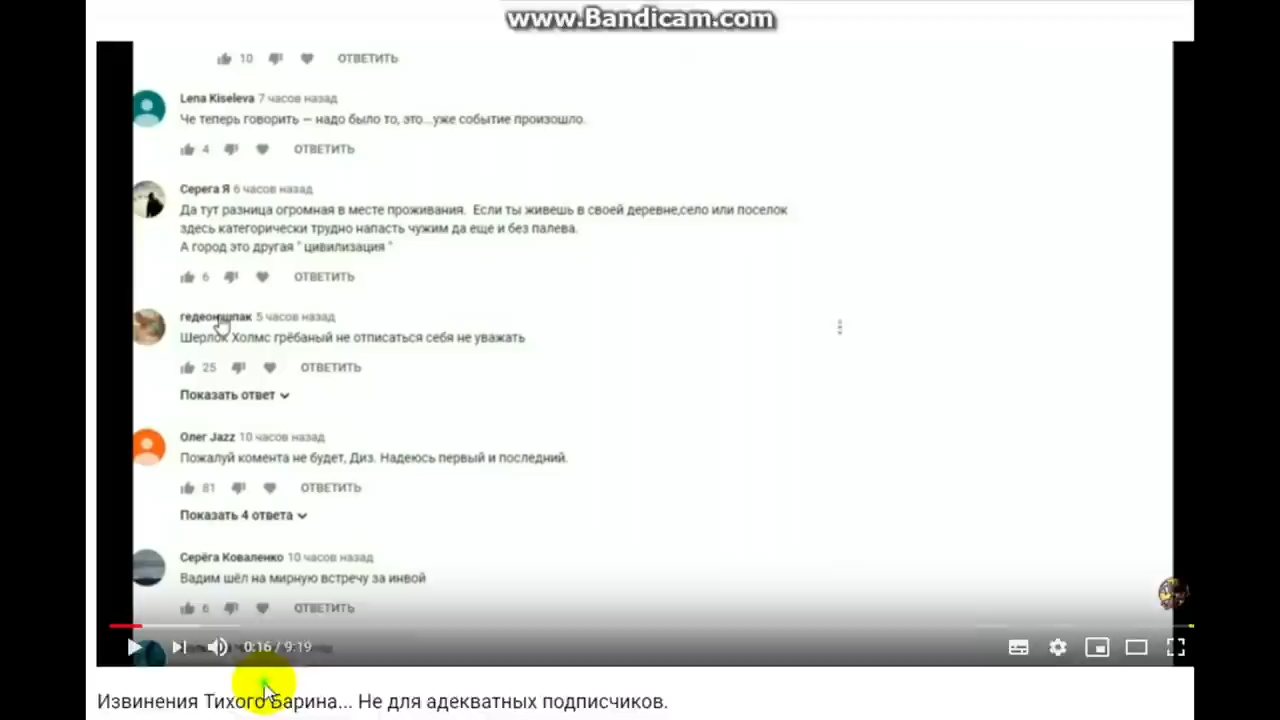 www.Bandicam.com
10 ОТВЕТИТЬ
Lena Kiseleva 7 часов назад
Че теперь говорить — надо было то, это...уже событие произошло.
4 ОТВЕТИТЬ
Серега Я 6 часов назад
Да тут разница огромная в месте проживания. Если ты живешь в своей деревне,село или поселок
здесь категорически трудно напасть чужим да еще и без палева.
А город это другая " цивилизация "
6 ОТВЕТИТЬ
гедеон шпак 5 часов назад
Шерлок Холмс грёбаный не отписаться себя не уважать
25 ОТВЕТИТЬ
Показать ответ
Олег Jazz 10 часов назад
Пожалуй комента не будет, Диз. Надеюсь первый и последний.
81 ОТВЕТИТЬ
Показать 4 ответа
Серёга Коваленко 10 часов назад
Вадим шёл на мирную встречу за инвой
6 ОТВЕТИТЬ
0:16 / 9:19
Извинения Тихого Барина... Не для адекватных подписчиков.